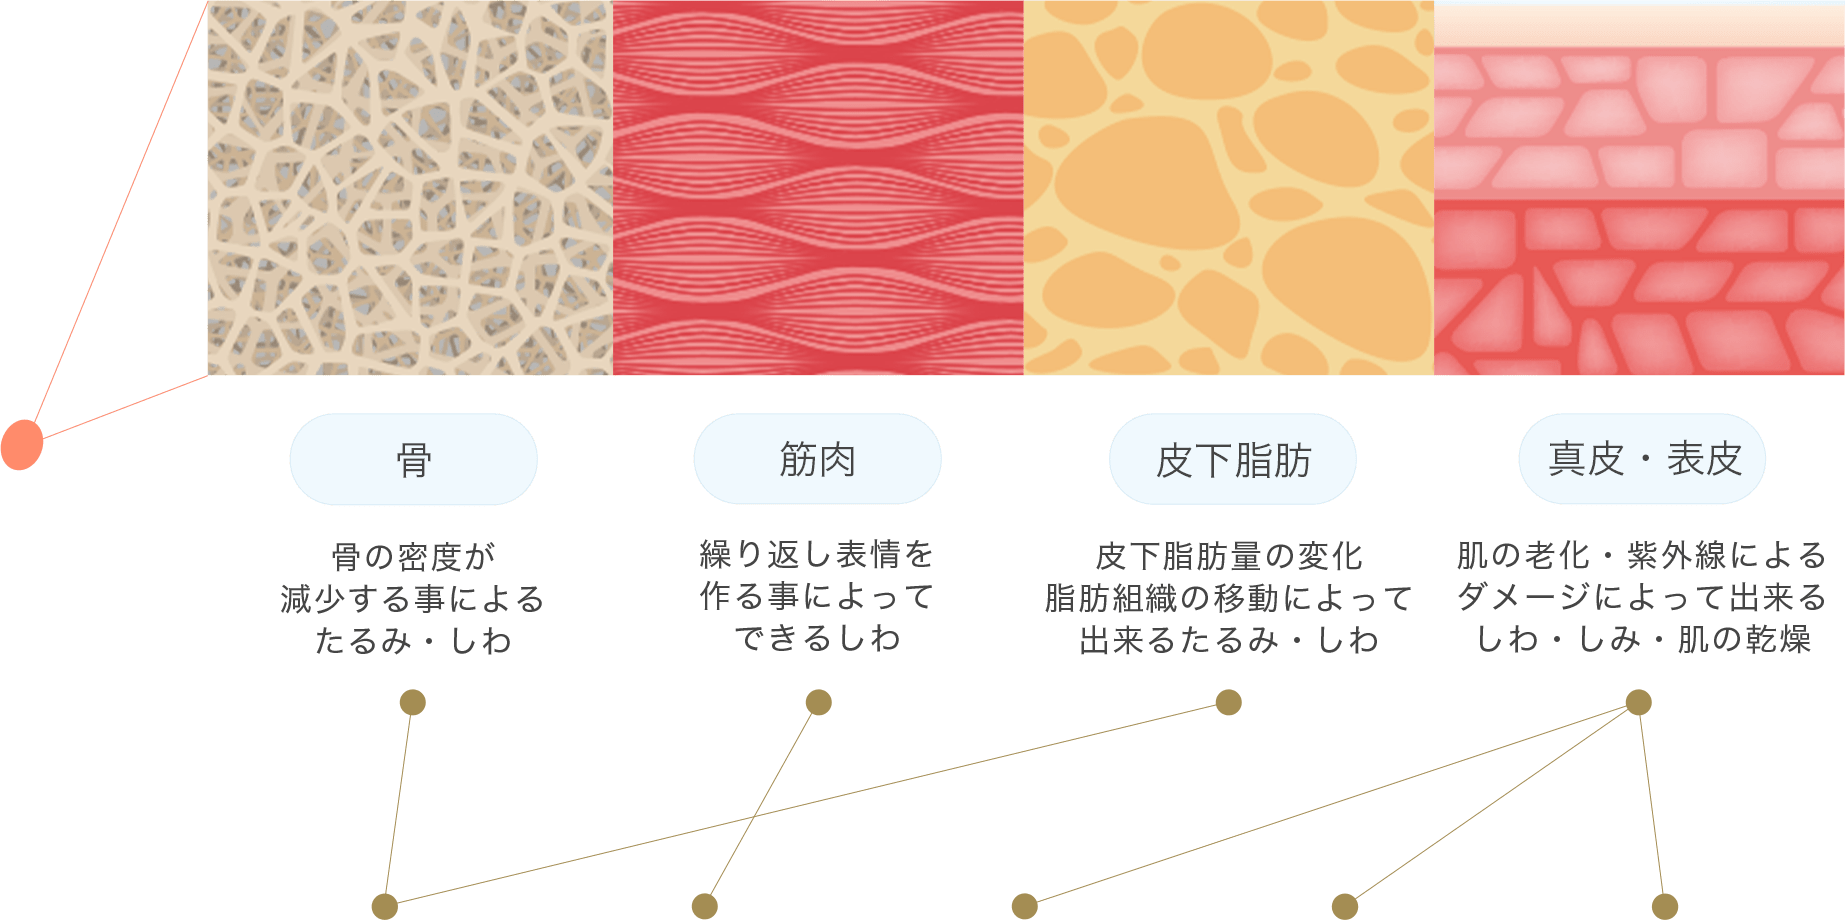 骨
筋肉
皮下脂肪
真皮・表皮
骨の密度が
減少する事による
たるみ・しわ
繰り返し表情を
作る事によって
できるしわ
皮下脂肪量の変化
脂肪組織の移動によって
出来るたるみ・しわ
肌の老化・紫外線による
ダメージによって出来る
しわ・しみ・肌の乾燥